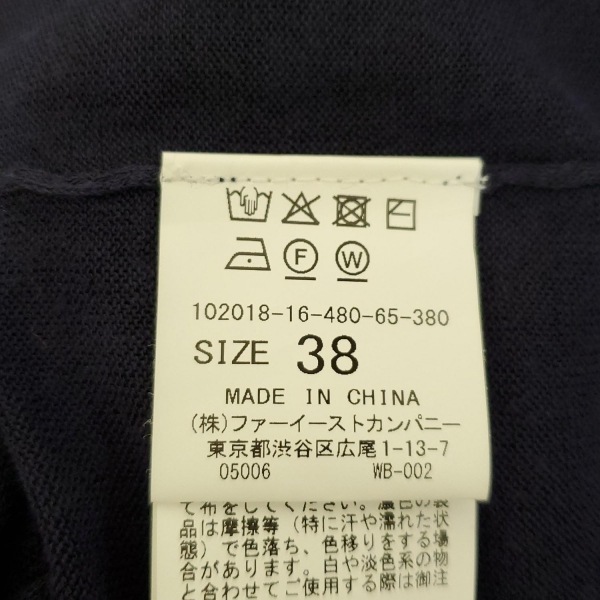 F W
102018-16-480-65-380
SIZE 38
MADE IN CHINA
(株)ファーイーストカンパニー
東京都渋谷区広尾1-13-7
05006 WB-002
て布をしてください。濃色の製
品は摩擦等（特に汗や濡れた状
態）で色落ち、色移りをする場
合があります。白や淡色系の物
と合わせてご使用する際は御注